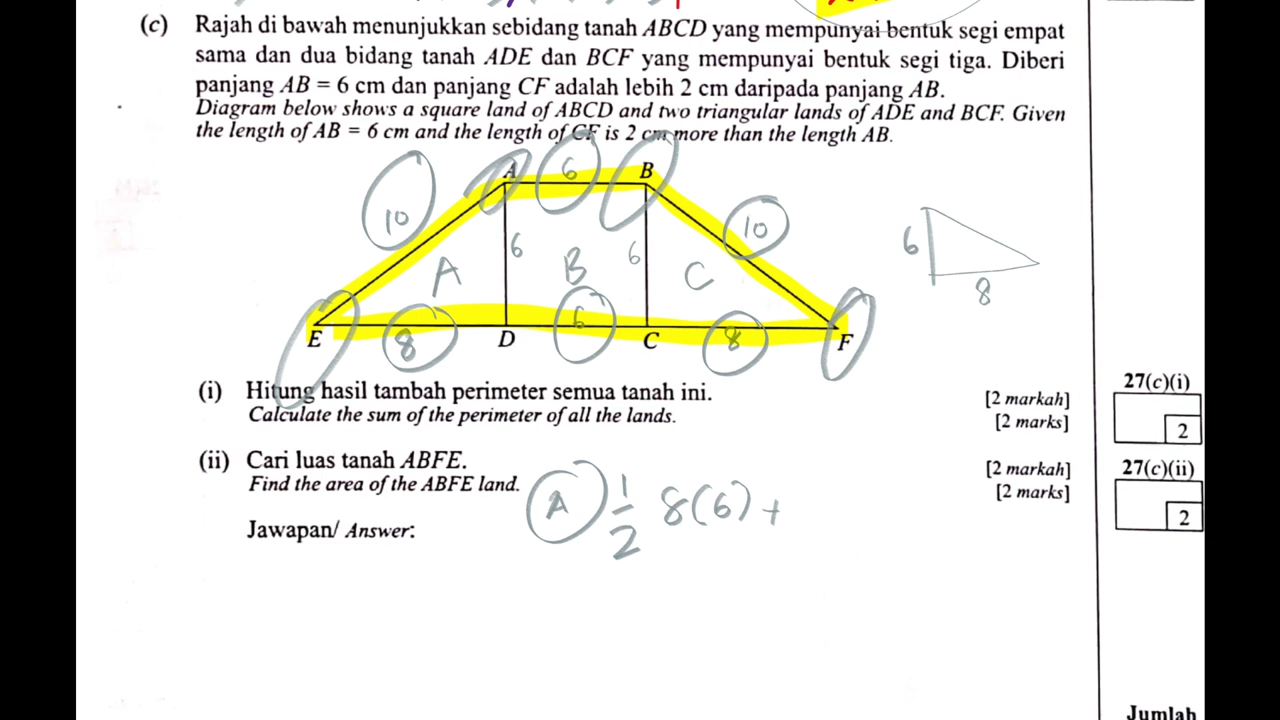 (c) Rajah di bawah menunjukkan sebidang tanah ABCD yang mempunyai bentuk segi empat
sama dan dua bidang tanah ADE dan BCF yang mempunyai bentuk segi tiga. Diberi
panjang AB = 6 cm dan panjang CF adalah lebih 2 cm daripada panjang AB.
Diagram below shows a square land of ABCD and two triangular lands of ADE and BCF. Given
the length of AB = 6 cm and the length of CF is 2 cm more than the length AB.
A 6 B
10 10
6 6 6
A B C
8
8 6 8
E D C F
(i) Hitung hasil tambah perimeter semua tanah ini. [2 markah] 27(c)(i)
Calculate the sum of the perimeter of all the lands. [2 marks] 2
(ii) Cari luas tanah ABFE. [2 markah] 27(c)(ii)
Find the area of the ABFE land. [2 marks] 2
A 1/2 8(6) +
Jawapan/ Answer:
Jumlah